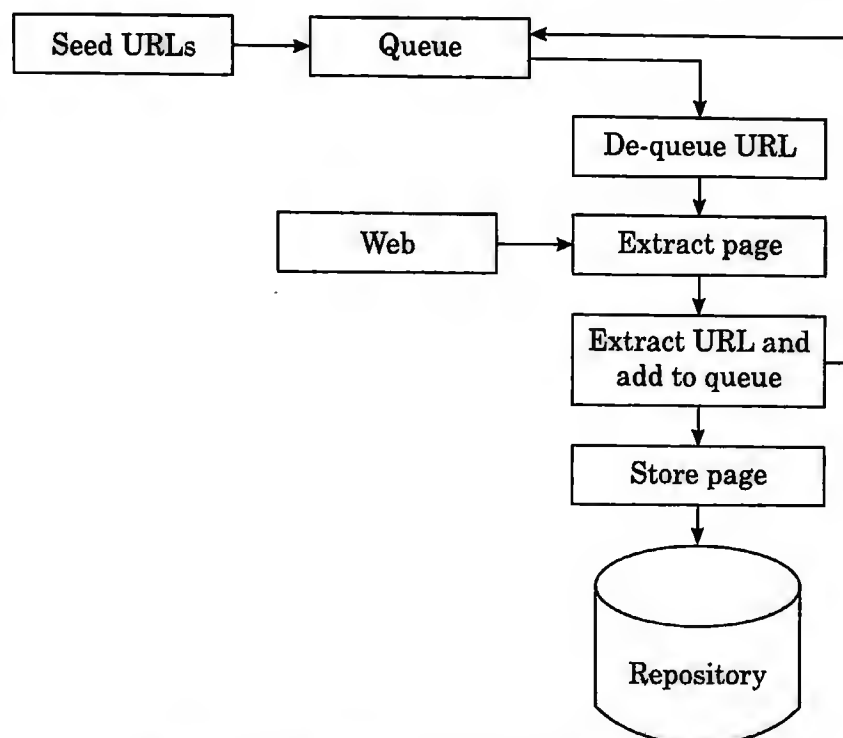 Seed URLs
Queue
De-queue URL
Web
Extract page
Extract URL and
add to queue
Store page
Repository